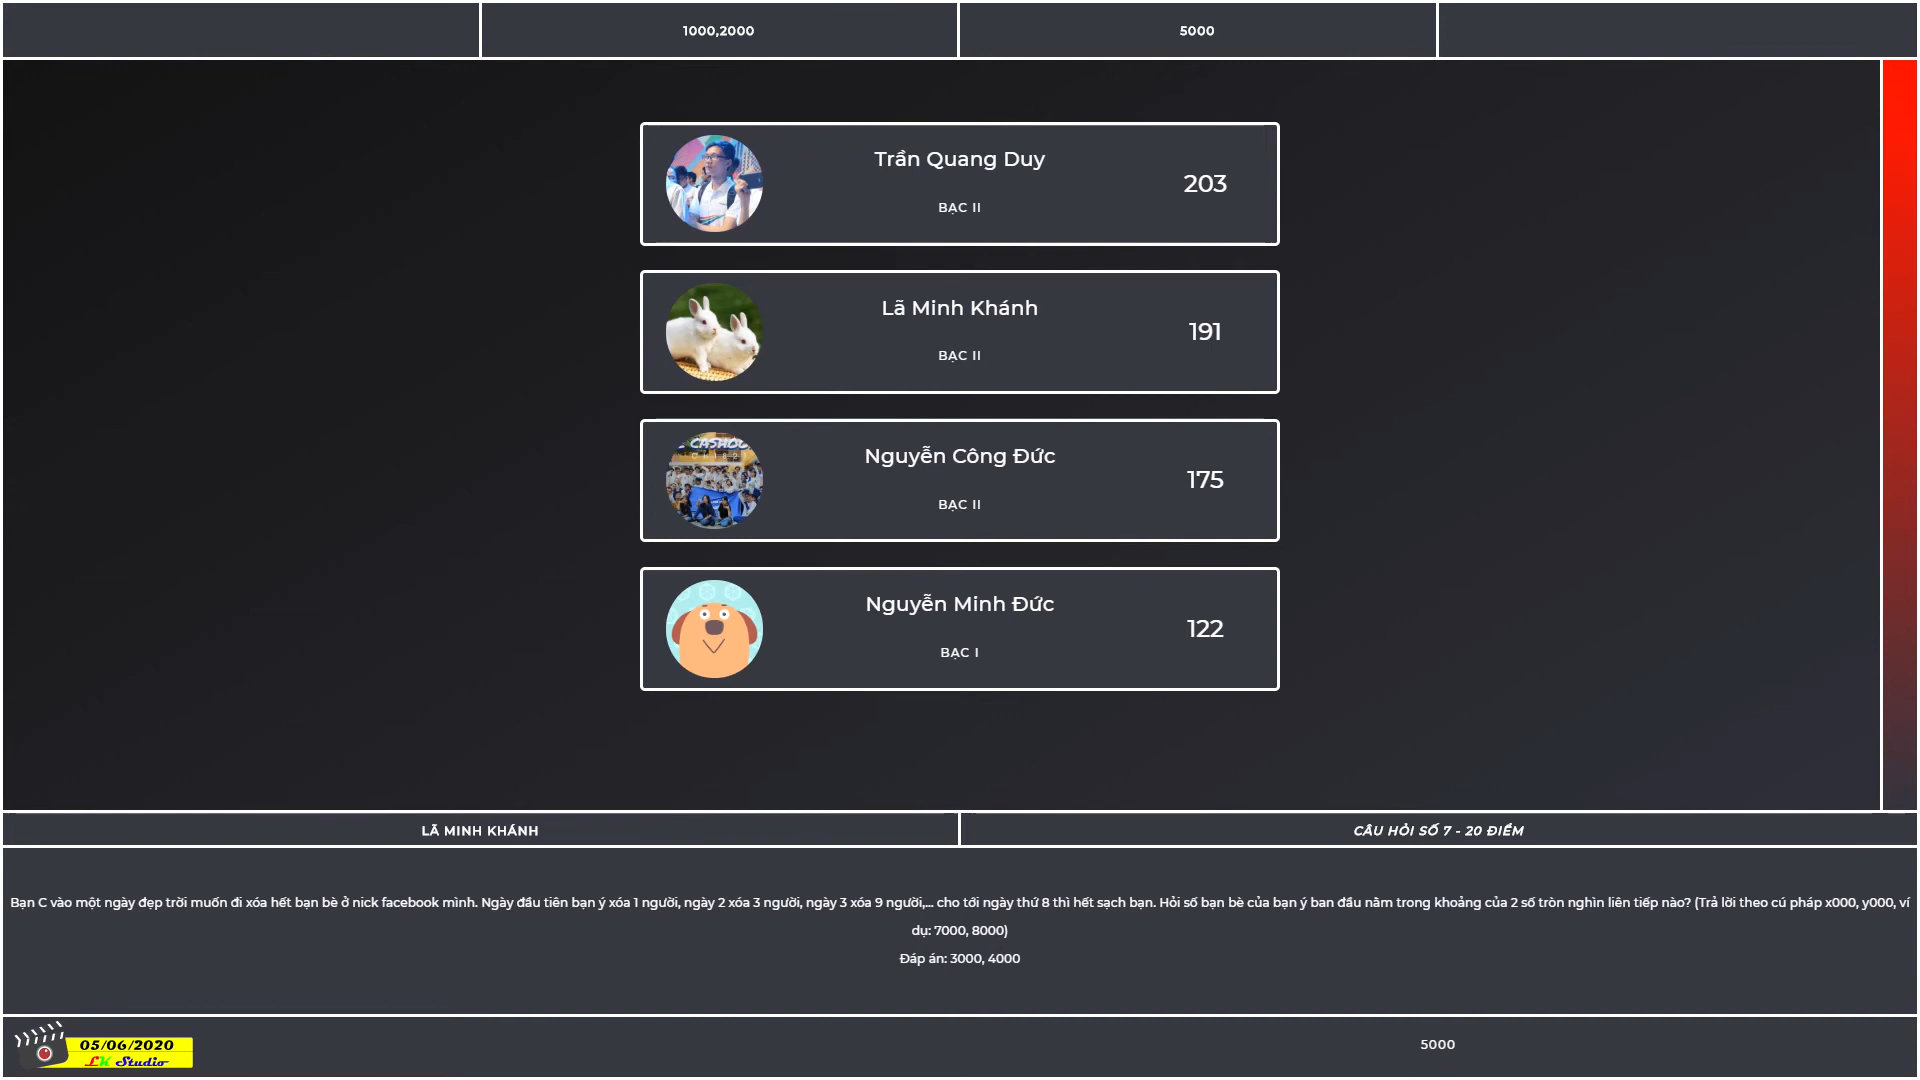 1000,2000
5000
Trần Quang Duy
203
BẠC II
Lã Minh Khánh
191
BẠC II
CASHOO
Nguyễn Công Đức
175
BẠC II
Nguyễn Minh Đức
122
BẠC I
LÃ MINH KHÁNH
CÂU HỎI SỐ 7 - 20 ĐIỂM
Bạn C vào một ngày đẹp trời muốn đi xóa hết bạn bè ở nick facebook mình. Ngày đầu tiên bạn ý xóa 1 người, ngày 2 xóa 3 người, ngày 3 xóa 9 người,... cho tới ngày thứ 8 thì hết sạch bạn. Hỏi số bạn bè của bạn ý ban đầu nằm trong khoảng của 2 số tròn nghìn liên tiếp nào? (Trả lời theo cú pháp x000, y000, ví
dụ: 7000, 8000)
Đáp án: 3000, 4000
05/06/2020
LK Studio
5000